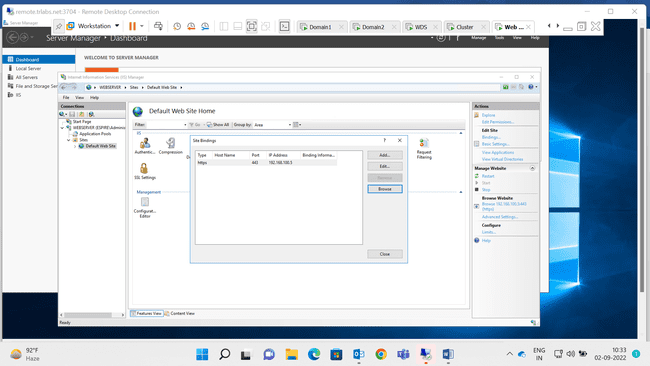 remote.trlabs.net:3704 - Remote Desktop Connection
Server Manager
Workstation
Domain1
Domain2
WDS
Cluster
Web ...
Server Manager
Dashboard
Manage Tools View Help
Dashboard
Local Server
All Servers
File and Storage Ser
IIS
WELCOME TO SERVER MANAGER
Internet Information Services (IIS) Manager
WEBSERVER
Sites
Default Web Site
File View Help
Connections
Start Page
WEBSERVER (ESPIRE\Adminis
Application Pools
Sites
Default Web Site
Default Web Site Home
Filter:
Go
Show All
Group by:
Area
IIS
Authentic...
Compression
SSL Settings
Request
Filtering
Management
Configurat...
Editor
Site Bindings
?
Type Host Name Port IP Address Binding Informa...
https 443 192.168.100.5
Add...
Edit...
Remove
Browse
Close
Features View
Content View
Ready
Actions
Explore
Edit Permissions...
Edit Site
Bindings...
Basic Settings...
View Applications
View Virtual Directories
Manage Website
Restart
Start
Stop
Browse Website
Browse 192.168.100.5:443
(https)
Advanced Settings...
Configure
Limits...
Help
92°F
Haze
ENG
IN
10:33
02-09-2022